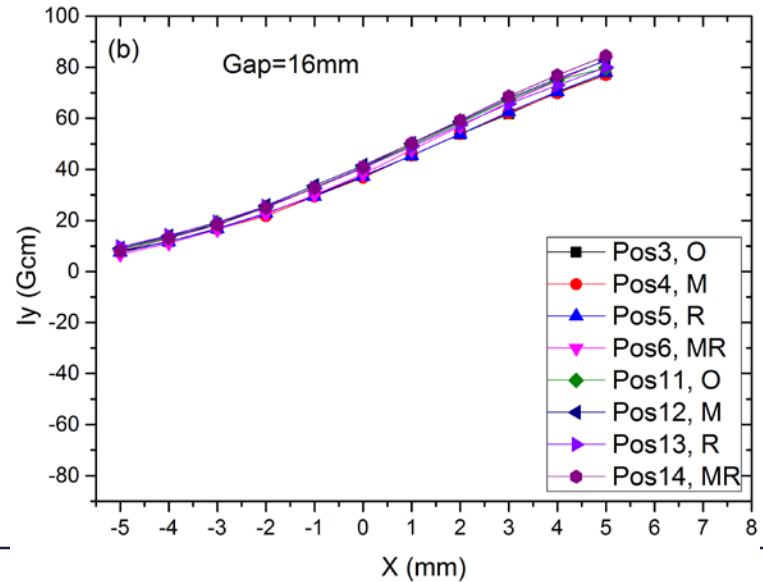 (b)
Gap=16mm
Iy (Gcm)
100
80
60
40
20
0
-20
-40
-60
-80
Pos3, O
Pos4, M
Pos5, R
Pos6, MR
Pos11, O
Pos12, M
Pos13, R
Pos14, MR
-5 -4 -3 -2 -1 0 1 2 3 4 5 6 7 8
X (mm)